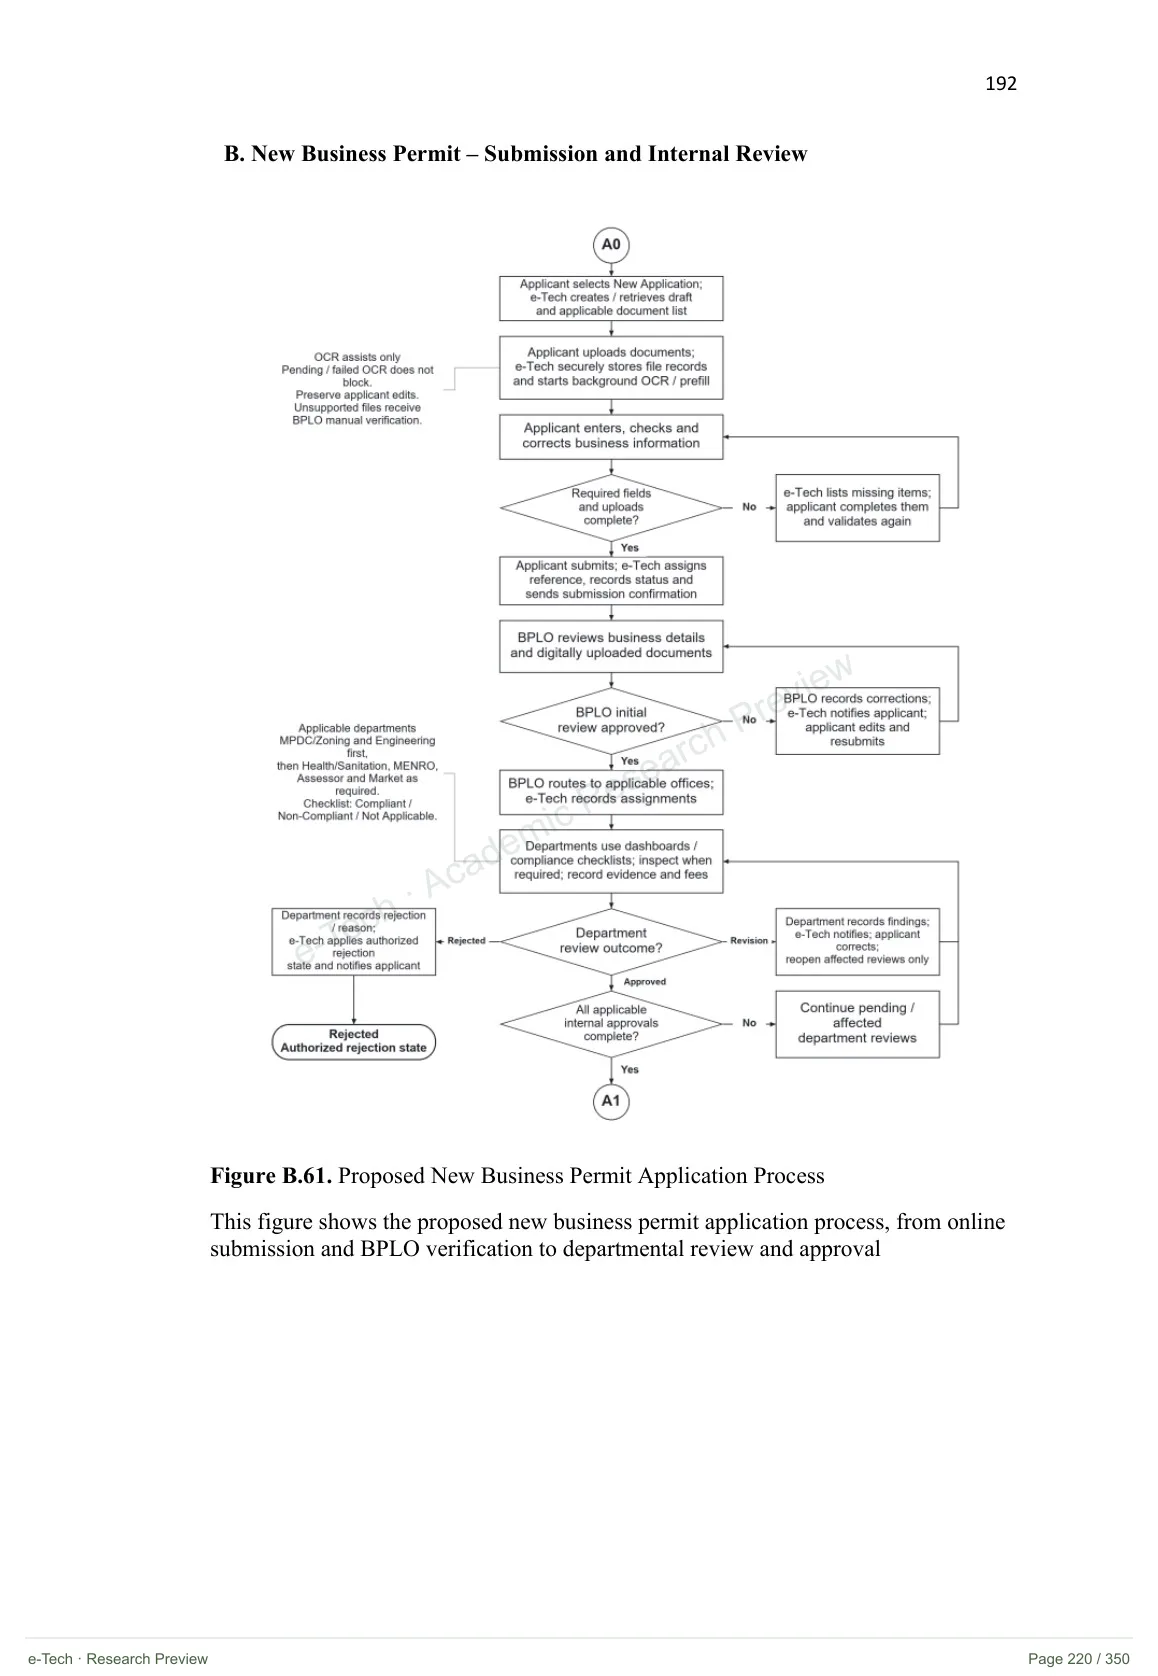 192
B. New Business Permit – Submission and Internal Review
A0
Applicant selects New Application;
e-Tech creates / retrieves draft
and applicable document list
OCR assists only
Pending / failed OCR does not
block.
Preserve applicant edits.
Unsupported files receive
BPLO manual verification.
Applicant uploads documents;
e-Tech securely stores file records
and starts background OCR / prefill
Applicant enters, checks and
corrects business information
Required fields
and uploads
complete?
No
e-Tech lists missing items;
applicant completes them
and validates again
Yes
Applicant submits; e-Tech assigns
reference, records status and
sends submission confirmation
BPLO reviews business details
and digitally uploaded documents
BPLO initial
review approved?
No
BPLO records corrections;
e-Tech notifies applicant;
applicant edits and
resubmits
Yes
BPLO routes to applicable offices;
e-Tech records assignments
Applicable departments
MPDC/Zoning and Engineering
first,
then Health/Sanitation, MENRO,
Assessor and Market as
required.
Checklist: Compliant /
Non-Compliant / Not Applicable.
Departments use dashboards /
compliance checklists; inspect when
required; record evidence and fees
Department records rejection
/ reason;
e-Tech applies authorized
rejection
state and notifies applicant
Rejected
Department
review outcome?
Revision
Department records findings;
e-Tech notifies; applicant
corrects;
reopen affected reviews only
Approved
Rejected
Authorized rejection state
All applicable
internal approvals
complete?
No
Continue pending /
affected
department reviews
Yes
A1
e-Tech · Academic Research Preview
Figure B.61. Proposed New Business Permit Application Process
This figure shows the proposed new business permit application process, from online
submission and BPLO verification to departmental review and approval
e-Tech · Research Preview
Page 220 / 350